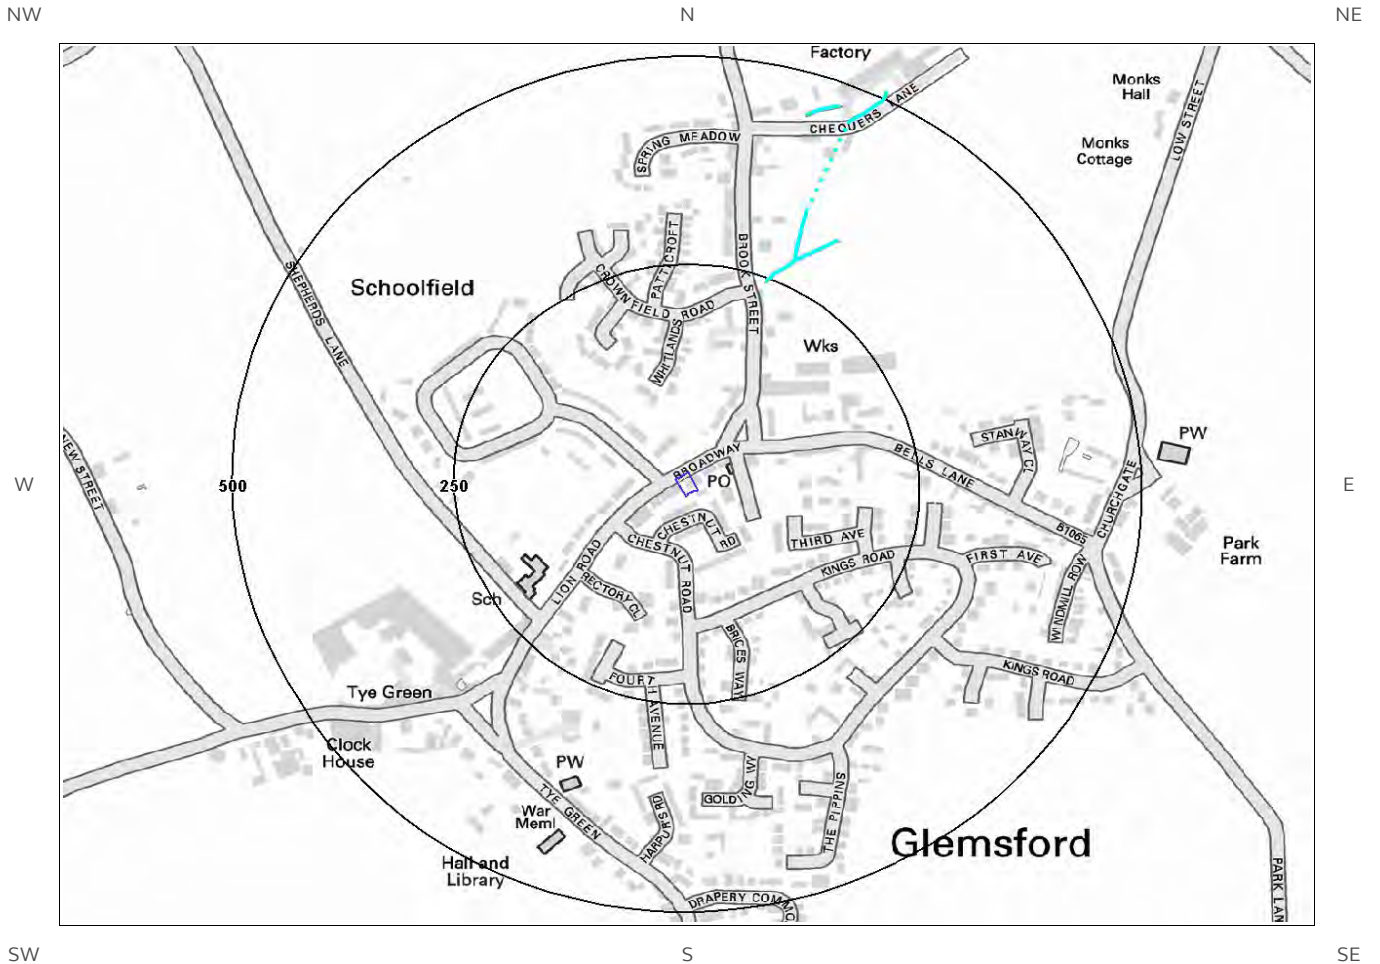 NW
N
NE
Factory
Monks
Hall
CHEQUERS LANE
LOW STREET
SPRING MEADOW
Monks
Cottage
PATT CROFT
BROOK STREET
SHEPHERDS LANE
Schoolfield
CROWNFIELD ROAD
WHITLANDS
Wks
NEW STREET
STANWAY CL
PW
BROADWAY
BELLS LANE
W
500
250
PO
E
CHURCHGATE
CHESTNUT RD
B1065
THIRD AVE
CHESTNUT ROAD
KINGS ROAD
FIRST AVE
Park
Farm
LION ROAD
RECTORY CL
WINDMILL ROW
Sch
BRICES WAY
KINGS ROAD
FOURTH AVENUE
Tye Green
Clock
House
PW
GOLDING WY
TYE GREEN
THE PIPPINS
War
Meml
HARPURS RD
Glemsford
Hall and
Library
PARK LAN
DRAPERY COMMO
SW
S
SE